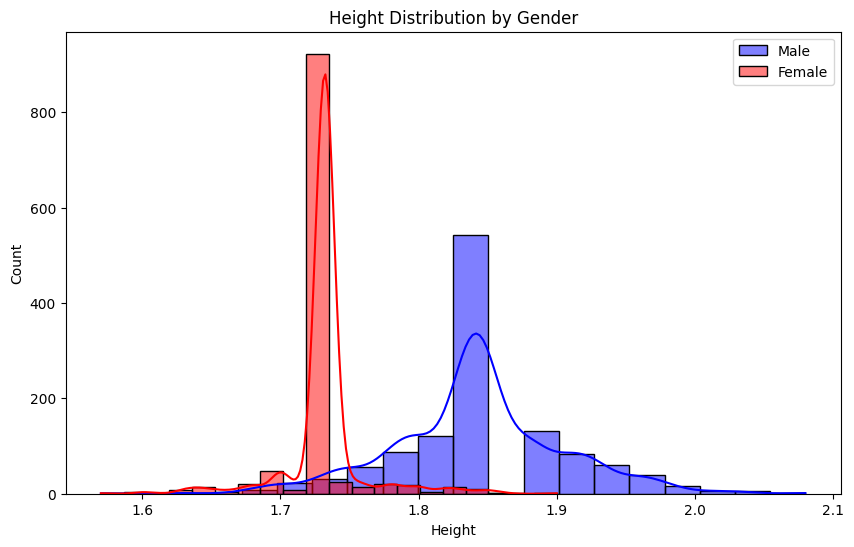 Height Distribution by Gender
Male
Female
800
600
400
200
0
Count
1.6 1.7 1.8 1.9 2.0 2.1
Height